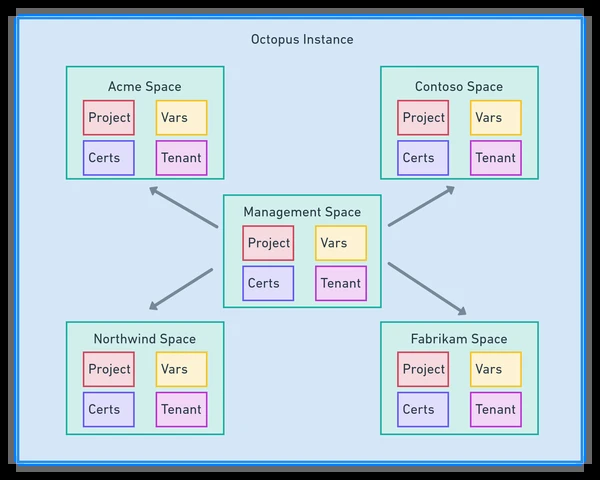 Octopus Instance
Acme Space
Project Vars
Certs Tenant
Contoso Space
Project Vars
Certs Tenant
Management Space
Project Vars
Certs Tenant
Northwind Space
Project Vars
Certs Tenant
Fabrikam Space
Project Vars
Certs Tenant